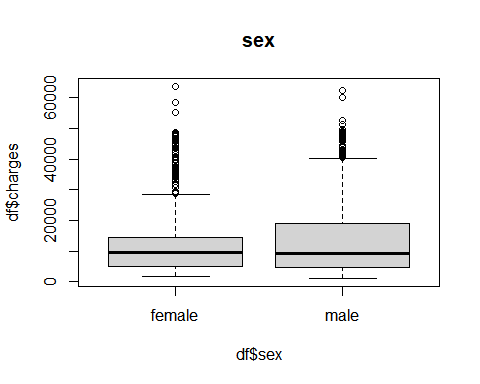 sex
df$charges
60000
40000
20000
0
female
male
df$sex